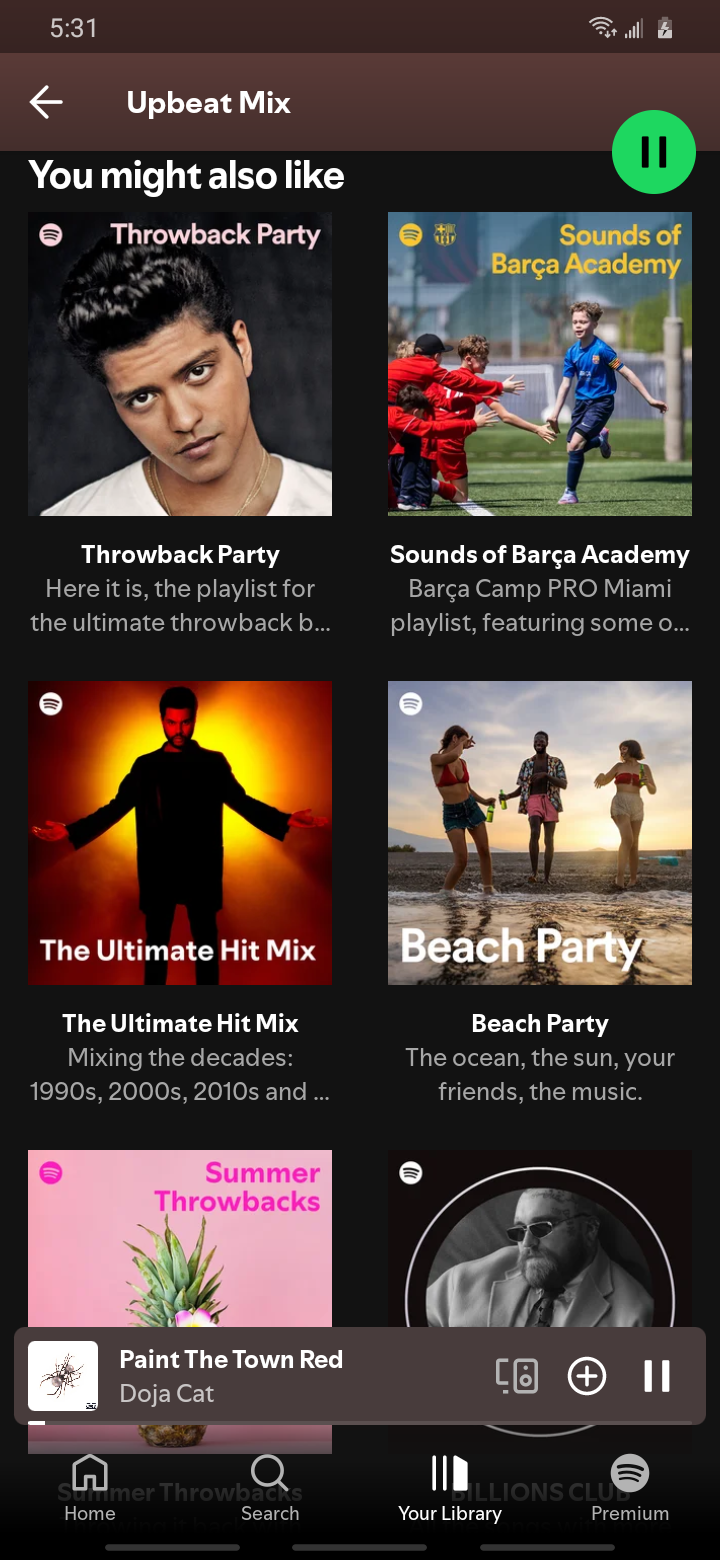 5:31
Upbeat Mix
You might also like
Throwback Party
Sounds of
Barça Academy
Throwback Party
Here it is, the playlist for
the ultimate throwback b...
Sounds of Barça Academy
Barça Camp PRO Miami
playlist, featuring some o...
The Ultimate Hit Mix
Beach Party
The Ultimate Hit Mix
Mixing the decades:
1990s, 2000s, 2010s and ...
Beach Party
The ocean, the sun, your
friends, the music.
Summer
Throwbacks
Paint The Town Red
Doja Cat
Summer Throwbacks
BILLIONS CLUB
Home
Search
Your Library
Premium